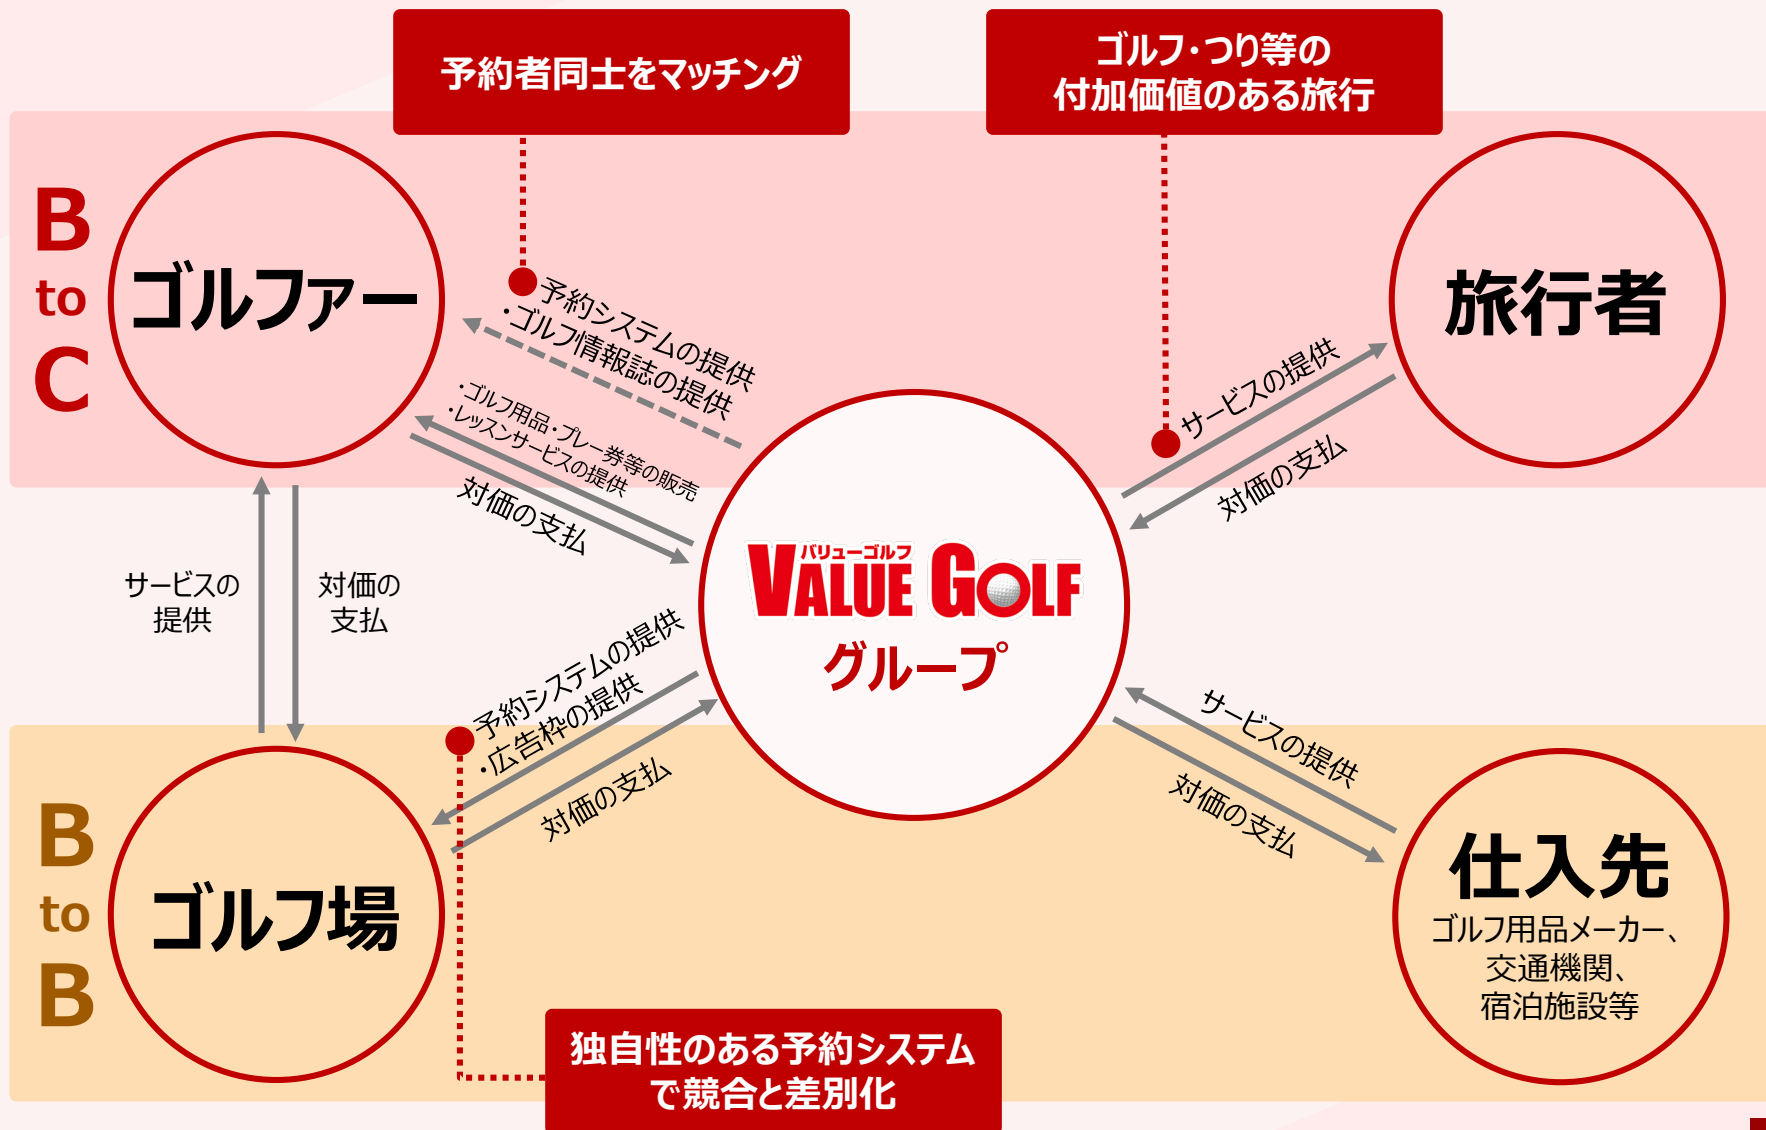 予約者同士をマッチング
ゴルフ・つり等の
付加価値のある旅行
B
to
C
ゴルファー
旅行者
予約システムの提供
・ゴルフ情報誌の提供
・ゴルフ用品・プレー券等の販売
・レッスンサービスの提供
対価の支払
サービスの提供
対価の支払
サービスの
提供
対価の
支払
バリューゴルフ
VALUE GOLF
グループ
予約システムの提供
・広告枠の提供
対価の支払
サービスの提供
対価の支払
B
to
B
ゴルフ場
仕入先
ゴルフ用品メーカー、
交通機関、
宿泊施設等
独自性のある予約システム
で競合と差別化